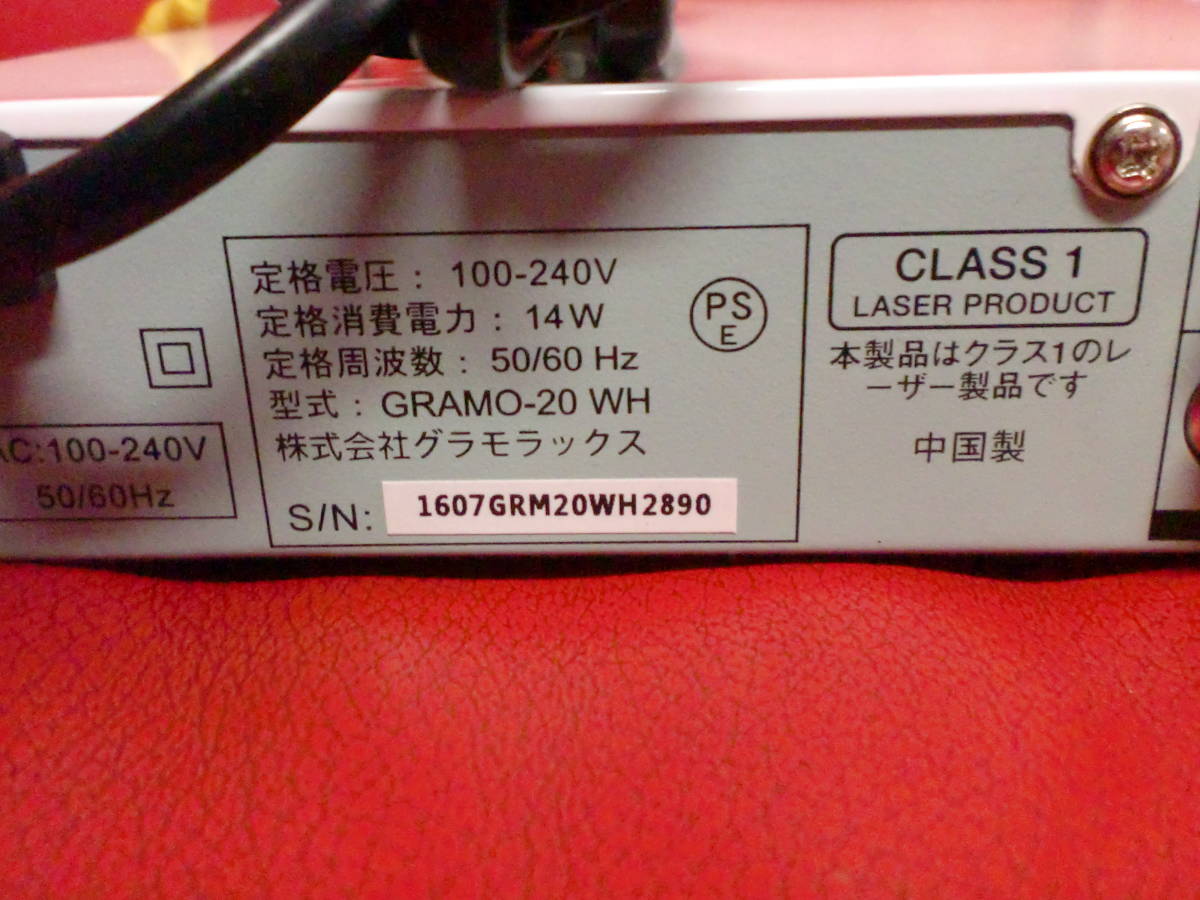 定格電圧： 100-240V
定格消費電力： 14W
定格周波数： 50/60 Hz
型式： GRAMO-20 WH
株式会社グラモラックス
S/N: 1607GRM20WH2890
PS
E
CLASS 1
LASER PRODUCT
本製品はクラス1のレ
ーザー製品です
中国製
AC:100-240V
50/60Hz